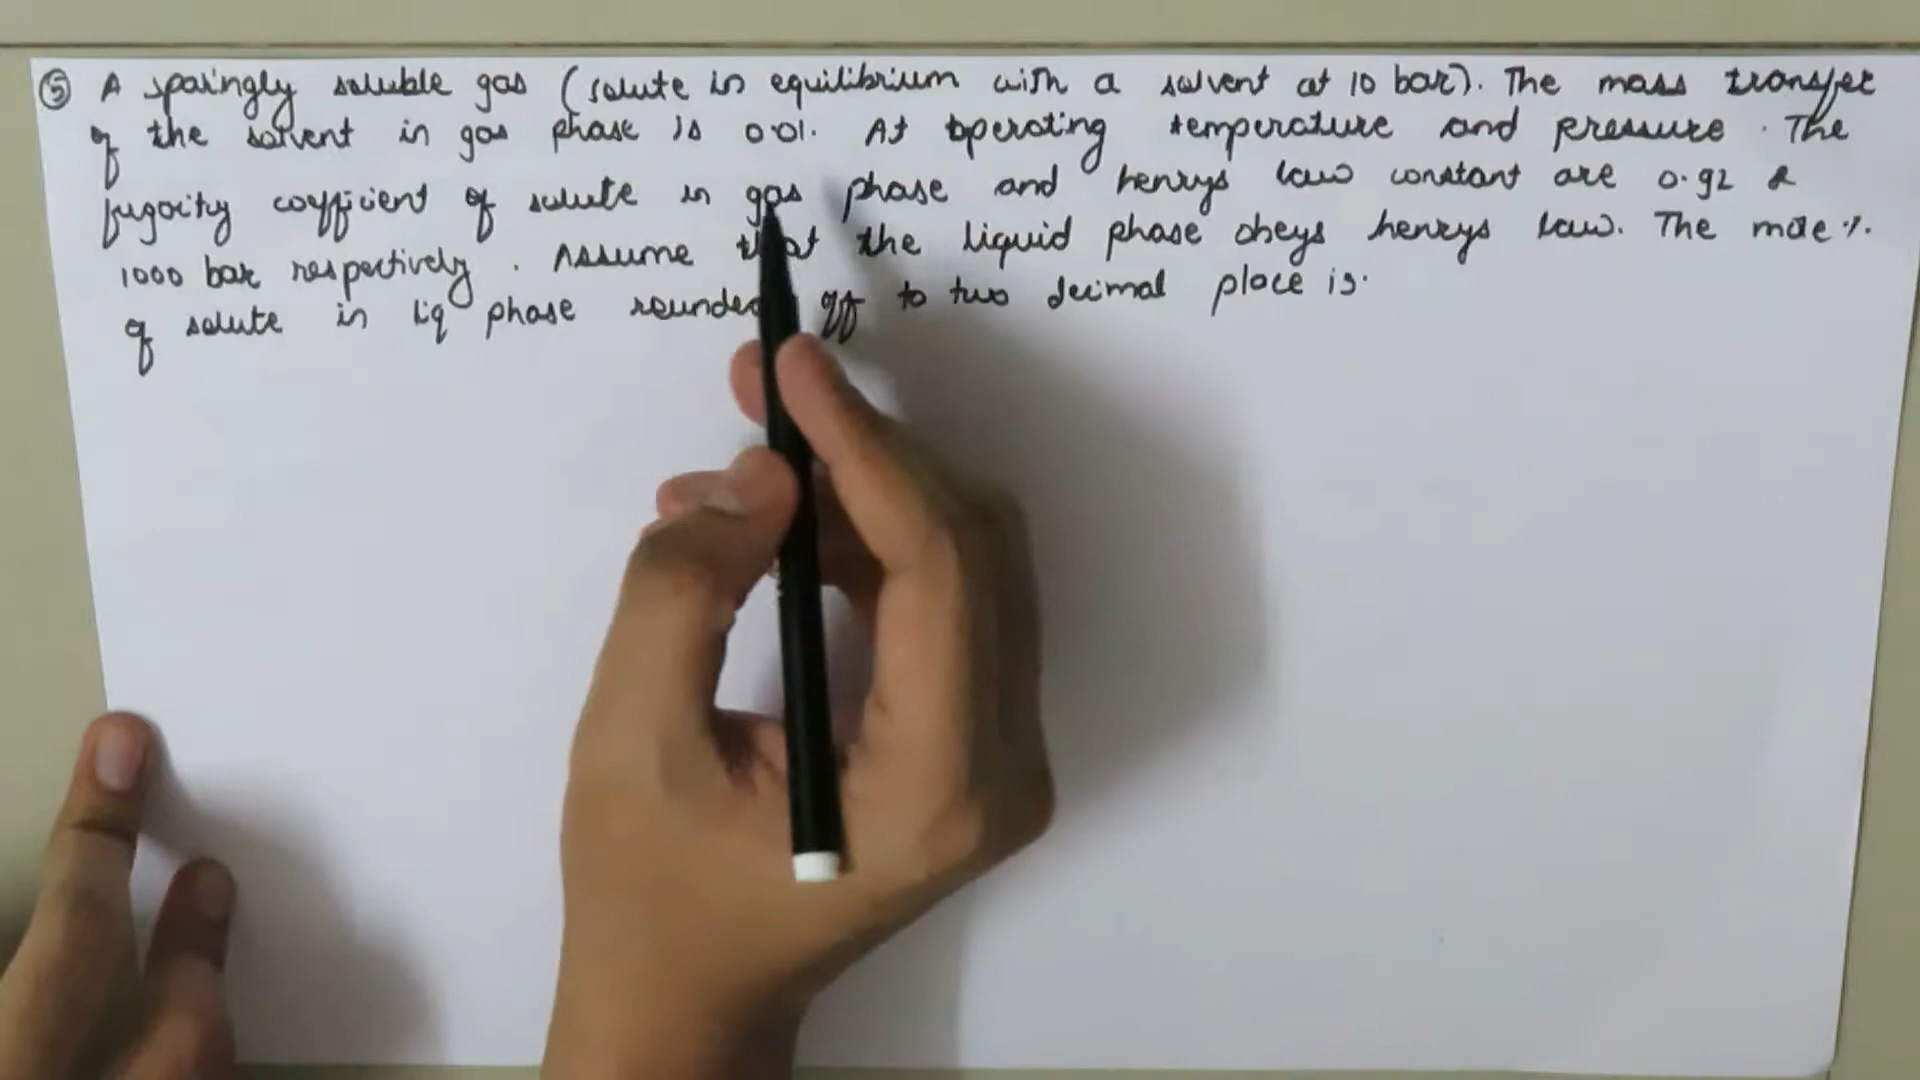 ⑤ A sparingly soluble gas (solute in equilibrium with a solvent at 10 bar). The mass transfer
of the solvent in gas phase is 0.01. At operating temperature and pressure. The
fugacity coefficient of solute in gas phase and henrys law constant are 0.92 &
1000 bar respectively. Assume that the liquid phase obeys henrys law. The mole %.
of solute in liq phase rounded off to two decimal place is.